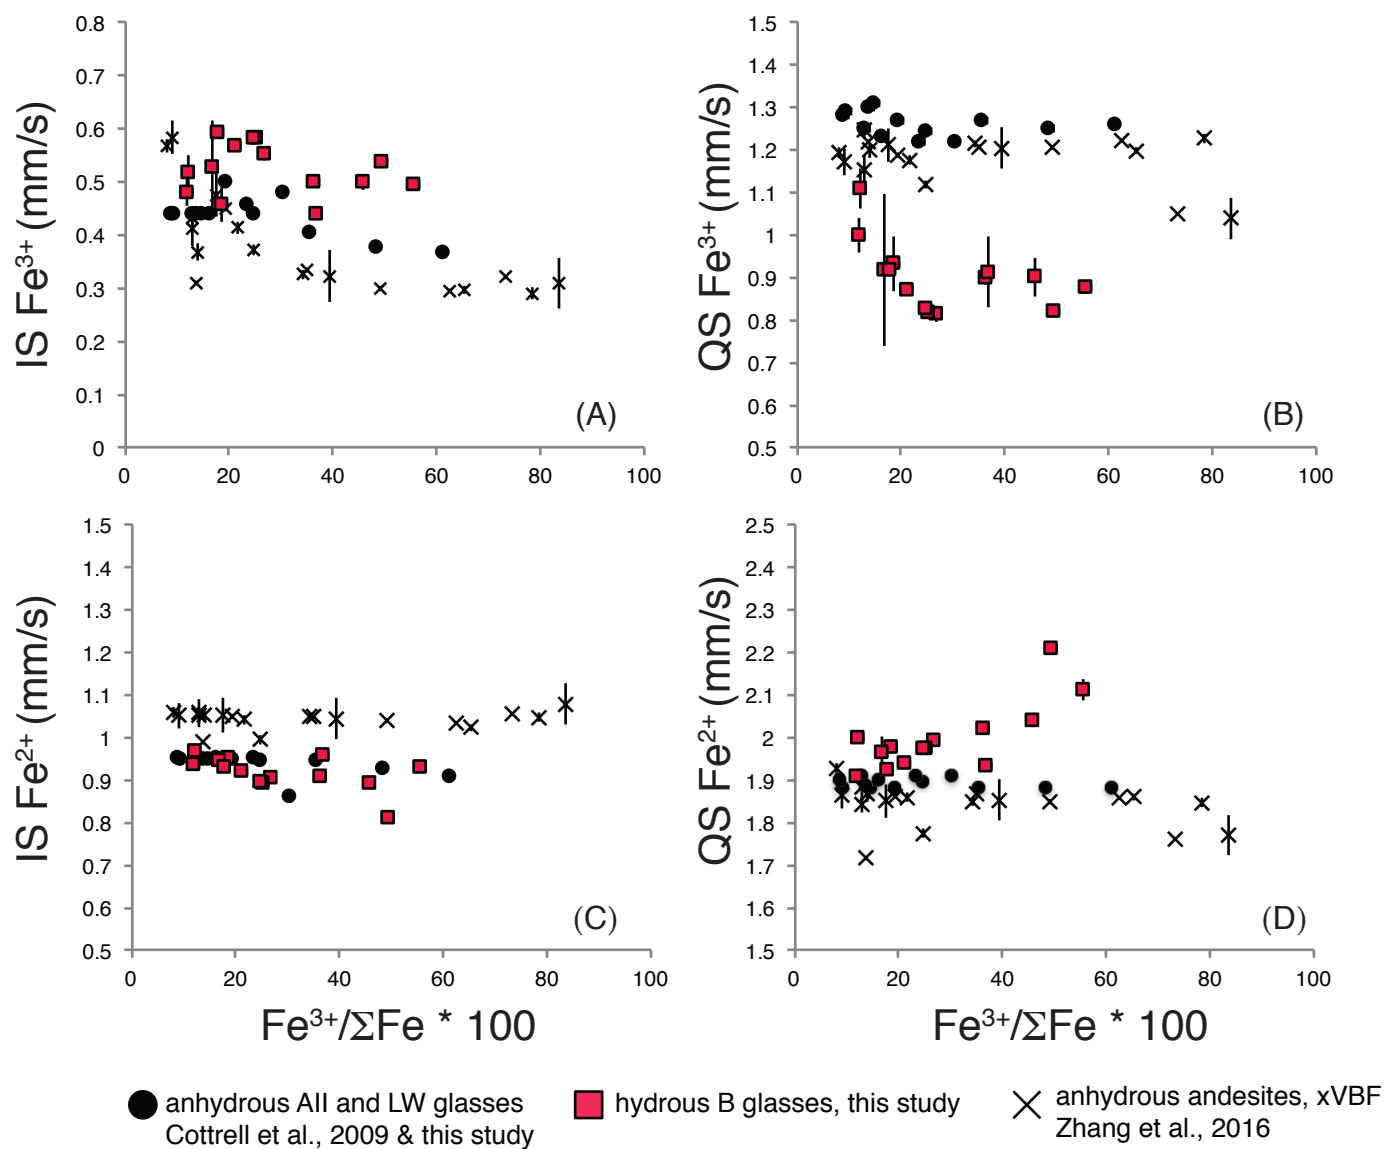 0.8
0.7
0.6
0.5
0.4
0.3
0.2
0.1
0
0 20 40 60 80 100
IS Fe³⁺ (mm/s)
(A)
1.5
1.4
1.3
1.2
1.1
1
0.9
0.8
0.7
0.6
0.5
0 20 40 60 80 100
QS Fe³⁺ (mm/s)
(B)
1.5
1.4
1.3
1.2
1.1
1
0.9
0.8
0.7
0.6
0.5
0 20 40 60 80 100
IS Fe²⁺ (mm/s)
(C)
Fe³⁺/ΣFe * 100
2.5
2.4
2.3
2.2
2.1
2
1.9
1.8
1.7
1.6
1.5
0 20 40 60 80 100
QS Fe²⁺ (mm/s)
(D)
Fe³⁺/ΣFe * 100
anhydrous AII and LW glasses
Cottrell et al., 2009 & this study
hydrous B glasses, this study
anhydrous andesites, xVBF
Zhang et al., 2016